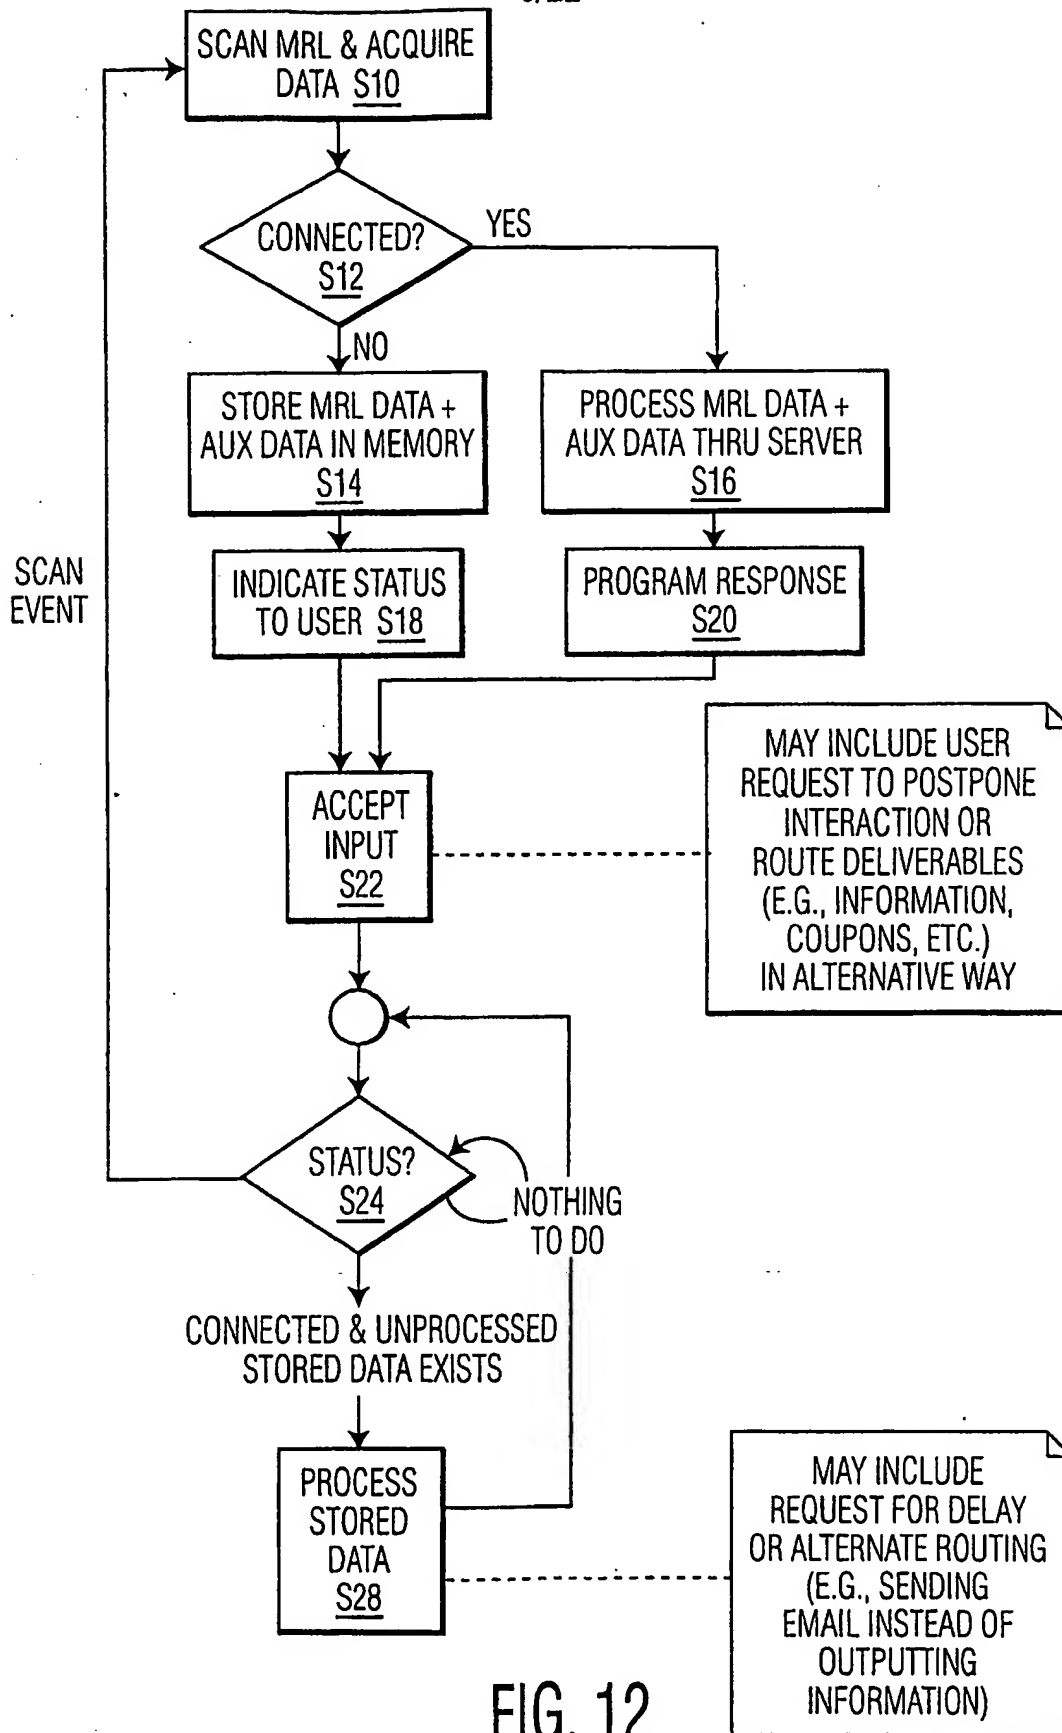 SCAN MRL & ACQUIRE
DATA S10
CONNECTED?
S12
YES
NO
STORE MRL DATA +
AUX DATA IN MEMORY
S14
PROCESS MRL DATA +
AUX DATA THRU SERVER
S16
SCAN
EVENT
INDICATE STATUS
TO USER S18
PROGRAM RESPONSE
S20
ACCEPT
INPUT
S22
MAY INCLUDE USER
REQUEST TO POSTPONE
INTERACTION OR
ROUTE DELIVERABLES
(E.G., INFORMATION,
COUPONS, ETC.)
IN ALTERNATIVE WAY
STATUS?
S24
NOTHING
TO DO
CONNECTED & UNPROCESSED
STORED DATA EXISTS
PROCESS
STORED
DATA
S28
MAY INCLUDE
REQUEST FOR DELAY
OR ALTERNATE ROUTING
(E.G., SENDING
EMAIL INSTEAD OF
OUTPUTTING
INFORMATION)
FIG. 12